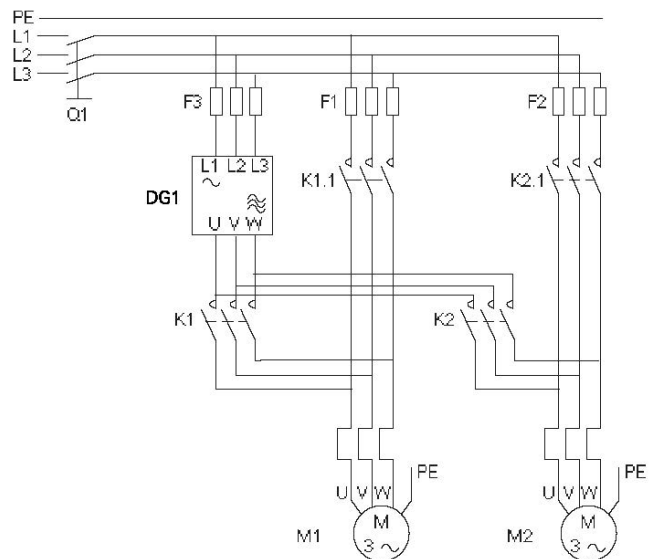 PE
L1
L2
L3
Q1
F3 F1 F2
L1 L2 L3
DG1
U V W
K1.1 K2.1
K1 K2
PE PE
U V W U V W
M1 M M2 M
3 3